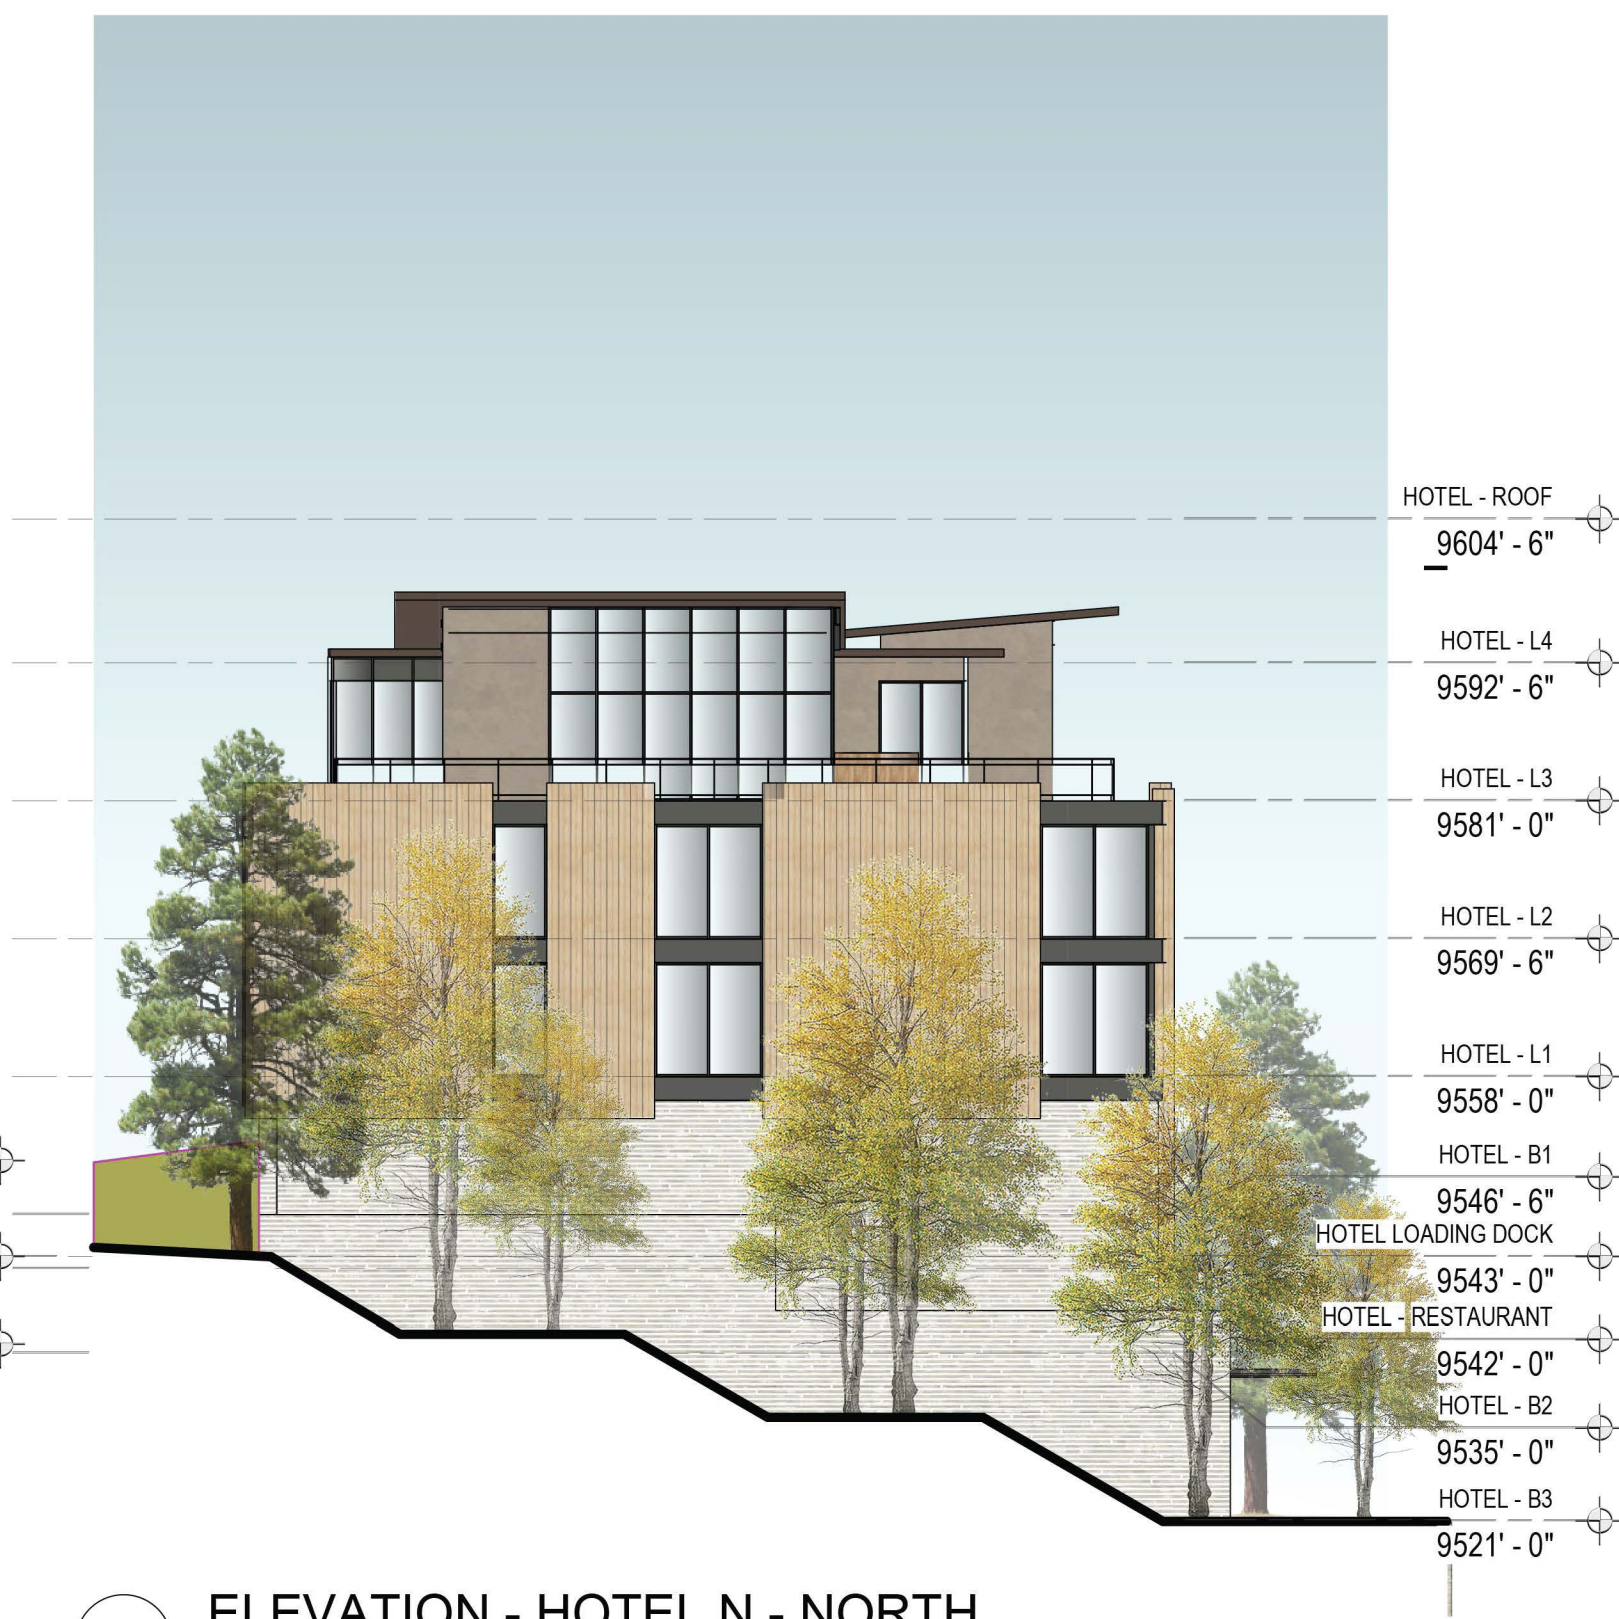 HOTEL - ROOF
9604' - 6"
HOTEL - L4
9592' - 6"
HOTEL - L3
9581' - 0"
HOTEL - L2
9569' - 6"
HOTEL - L1
9558' - 0"
HOTEL - B1
9546' - 6"
HOTEL LOADING DOCK
9543' - 0"
HOTEL - RESTAURANT
9542' - 0"
HOTEL - B2
9535' - 0"
HOTEL - B3
9521' - 0"
ELEVATION - HOTEL N - NORTH